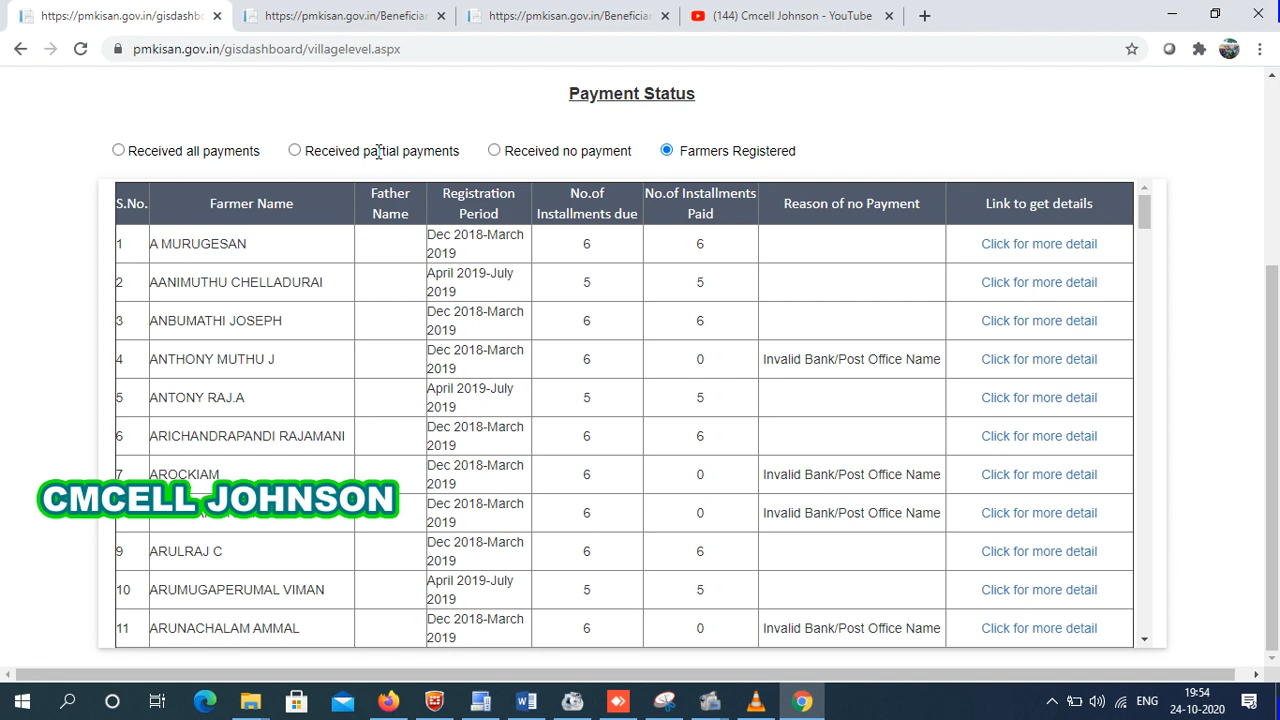 https://pmkisan.gov.in/gisdashbo
https://pmkisan.gov.in/Beneficiar
https://pmkisan.gov.in/Beneficiar
(144) Cmcell Johnson - YouTube
pmkisan.gov.in/gisdashboard/villagelevel.aspx
Payment Status
Received all payments
Received partial payments
Received no payment
Farmers Registered
S.No. Farmer Name Father Name Registration Period No.of Installments due No.of Installments Paid Reason of no Payment Link to get details
1 A MURUGESAN Dec 2018-March 2019 6 6 Click for more detail
2 AANIMUTHU CHELLADURAI April 2019-July 2019 5 5 Click for more detail
3 ANBUMATHI JOSEPH Dec 2018-March 2019 6 6 Click for more detail
4 ANTHONY MUTHU J Dec 2018-March 2019 6 0 Invalid Bank/Post Office Name Click for more detail
5 ANTONY RAJ.A April 2019-July 2019 5 5 Click for more detail
6 ARICHANDRAPANDI RAJAMANI Dec 2018-March 2019 6 6 Click for more detail
7 AROCKIAM Dec 2018-March 2019 6 0 Invalid Bank/Post Office Name Click for more detail
CMCELL JOHNSON
Dec 2018-March 2019 6 0 Invalid Bank/Post Office Name Click for more detail
9 ARULRAJ C Dec 2018-March 2019 6 6 Click for more detail
10 ARUMUGAPERUMAL VIMAN April 2019-July 2019 5 5 Click for more detail
11 ARUNACHALAM AMMAL Dec 2018-March 2019 6 0 Invalid Bank/Post Office Name Click for more detail
ENG
19:54
24-10-2020